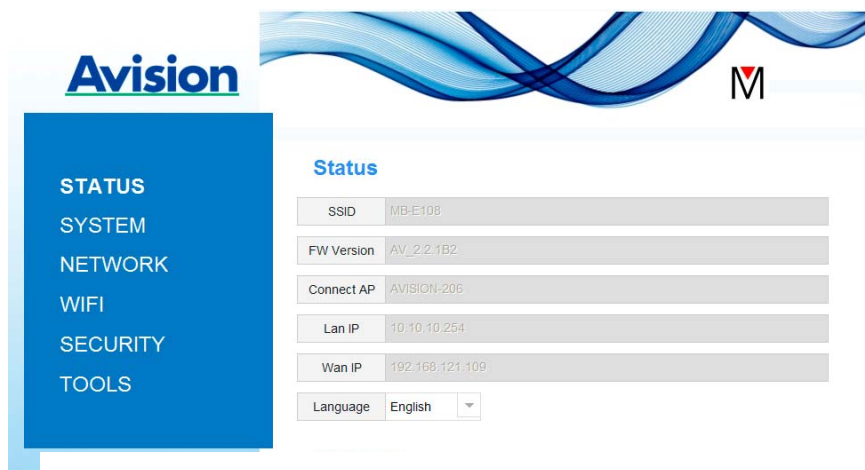 Avision
STATUS
SYSTEM
NETWORK
WIFI
SECURITY
TOOLS
Status
SSID MB-E108
FW Version AV_2.2.1B2
Connect AP AVISION-206
Lan IP 10.10.10.254
Wan IP 192.168.121.109
Language English